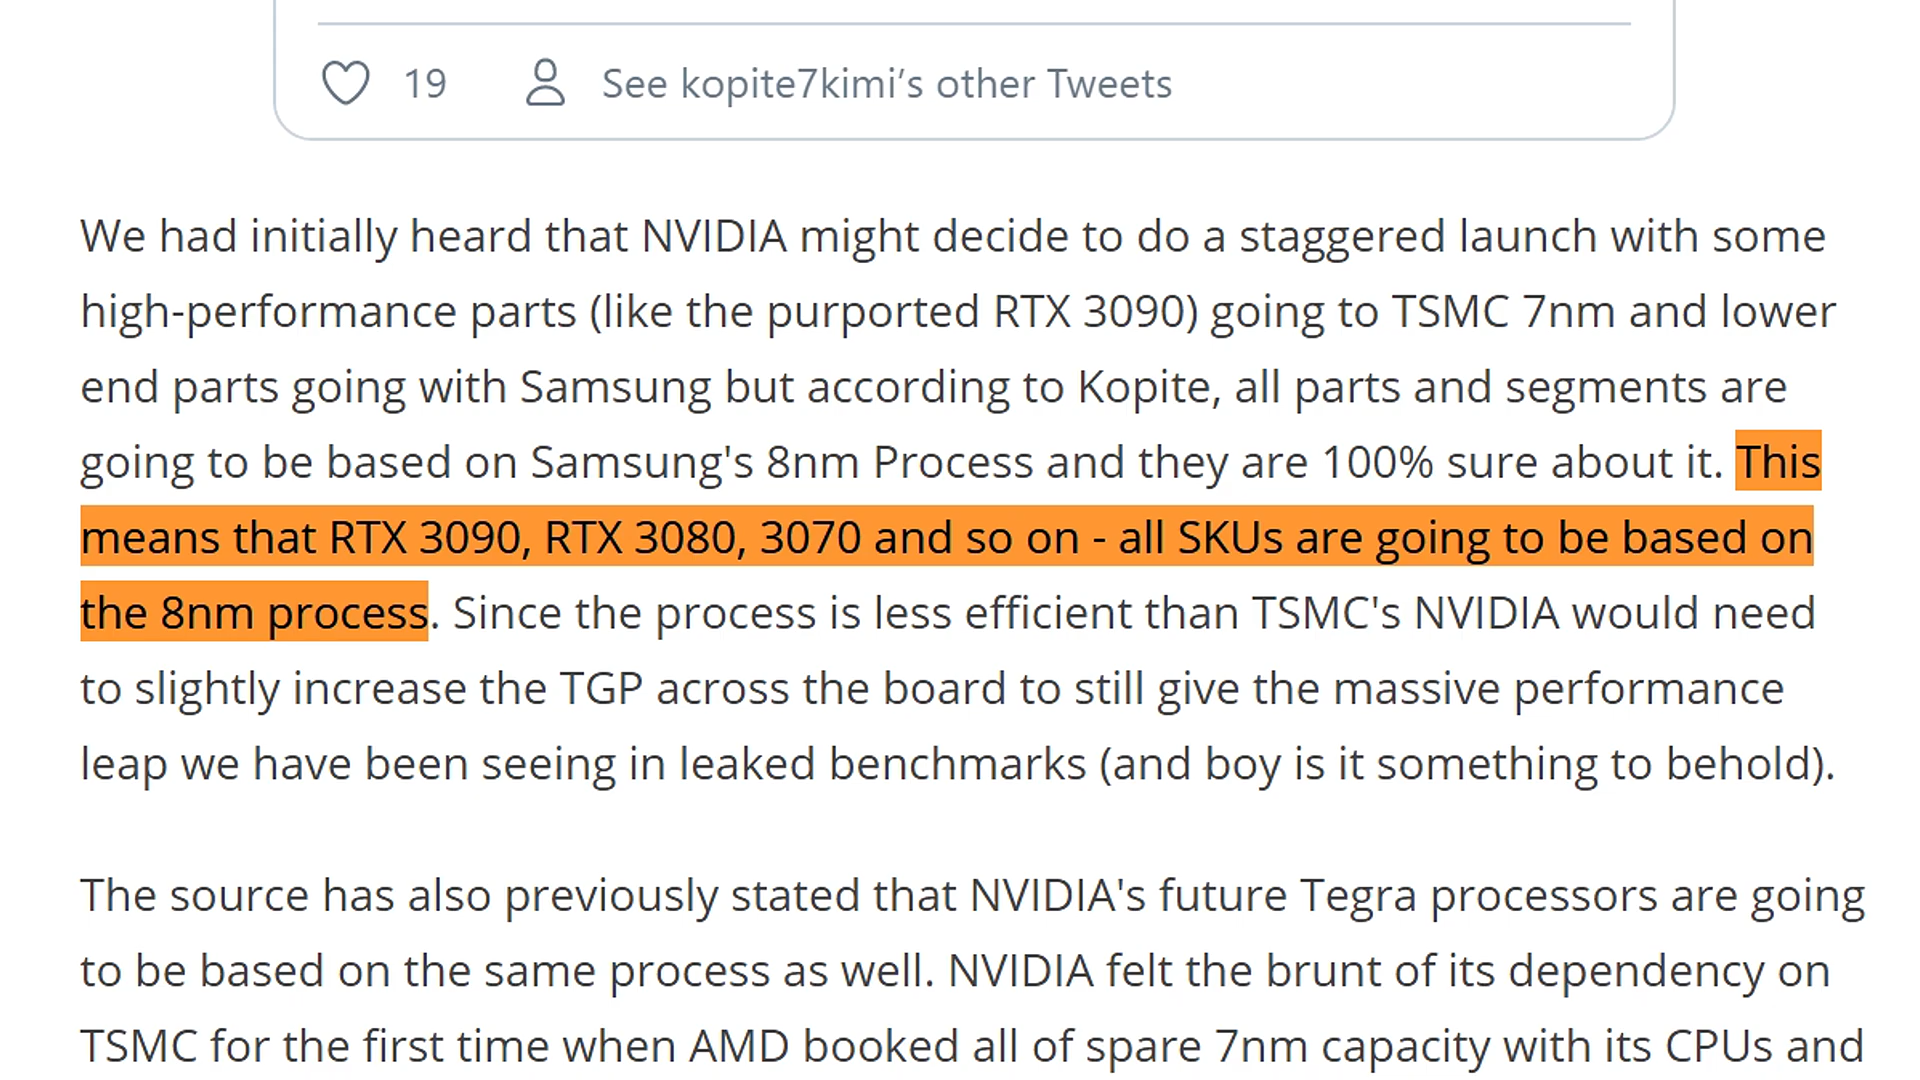 19 See kopite7kimi’s other Tweets
We had initially heard that NVIDIA might decide to do a staggered launch with some
high-performance parts (like the purported RTX 3090) going to TSMC 7nm and lower
end parts going with Samsung but according to Kopite, all parts and segments are
going to be based on Samsung's 8nm Process and they are 100% sure about it. This
means that RTX 3090, RTX 3080, 3070 and so on - all SKUs are going to be based on
the 8nm process. Since the process is less efficient than TSMC's NVIDIA would need
to slightly increase the TGP across the board to still give the massive performance
leap we have been seeing in leaked benchmarks (and boy is it something to behold).
The source has also previously stated that NVIDIA's future Tegra processors are going
to be based on the same process as well. NVIDIA felt the brunt of its dependency on
TSMC for the first time when AMD booked all of spare 7nm capacity with its CPUs and